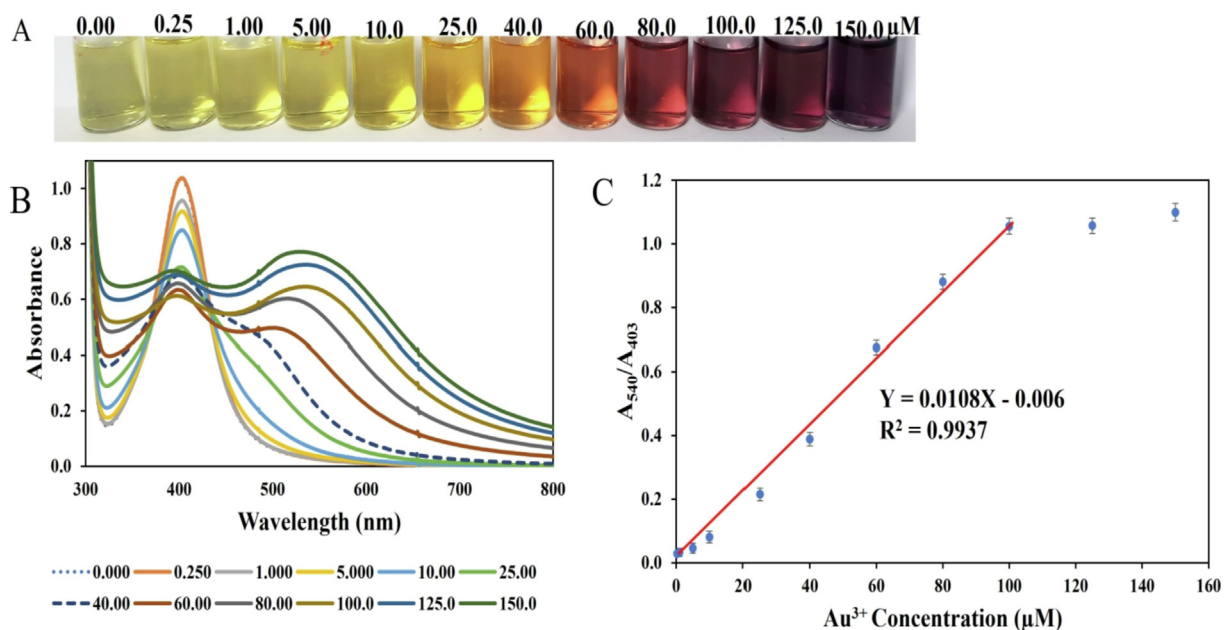 A
0.00 0.25 1.00 5.00 10.0 25.0 40.0 60.0 80.0 100.0 125.0 150.0 µM
B
Absorbance
1.0
0.8
0.6
0.4
0.2
0.0
300 400 500 600 700 800
Wavelength (nm)
0.000 0.250 1.000 5.000 10.00 25.00
40.00 60.00 80.00 100.0 125.0 150.0
C
A540/A403
1.2
1.0
0.8
0.6
0.4
0.2
0.0
Y = 0.0108X - 0.006
R² = 0.9937
0 20 40 60 80 100 120 140 160
Au³⁺ Concentration (µM)